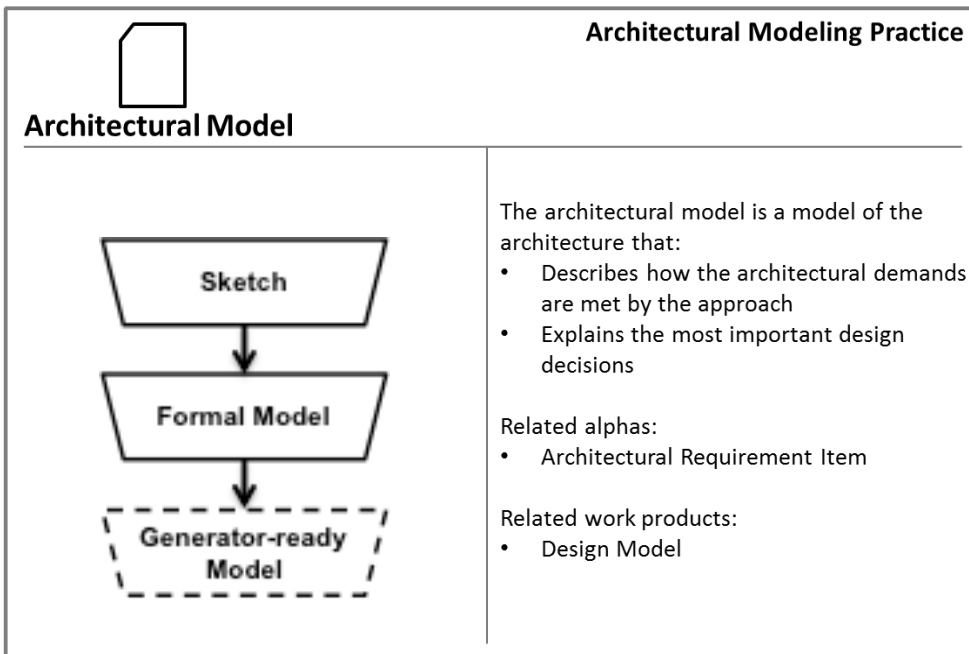 Architectural Modeling Practice
Architectural Model
Sketch
Formal Model
Generator-ready
Model
The architectural model is a model of the
architecture that:
• Describes how the architectural demands
are met by the approach
• Explains the most important design
decisions
Related alphas:
• Architectural Requirement Item
Related work products:
• Design Model